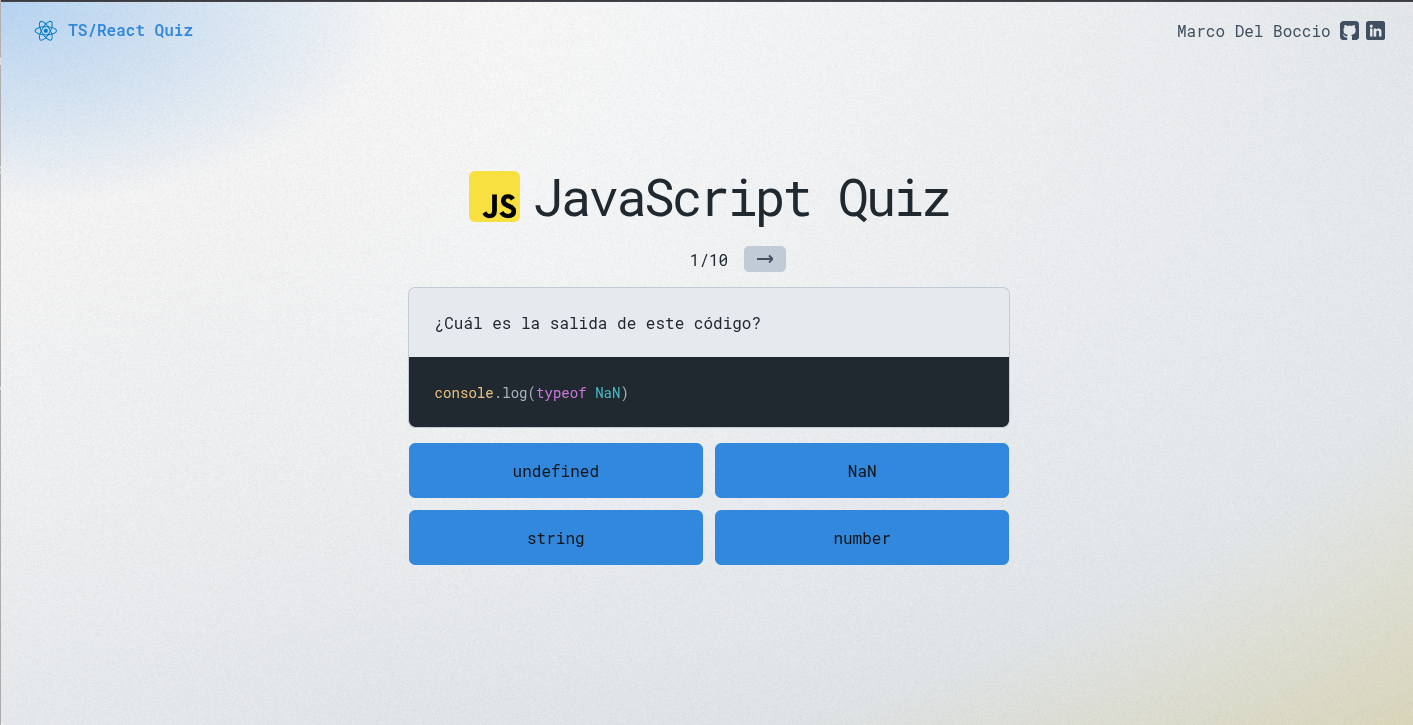 TS/React Quiz
Marco Del Boccio
in
JS JavaScript Quiz
1/10 →
¿Cuál es la salida de este código?
console.log(typeof NaN)
undefined
NaN
string
number